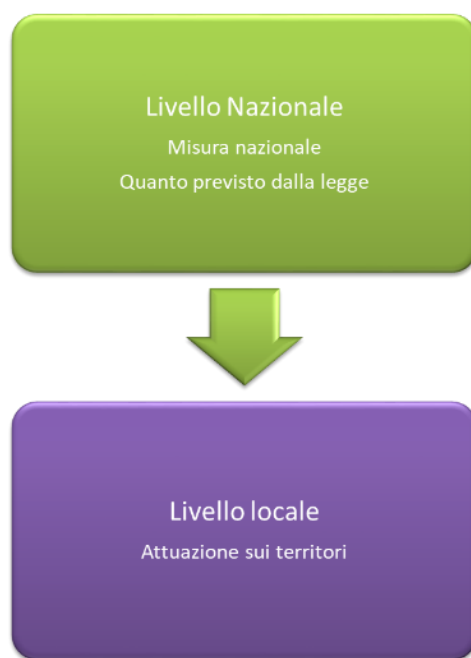 Livello Nazionale
Misura nazionale
Quanto previsto dalla legge
Livello locale
Attuazione sui territori